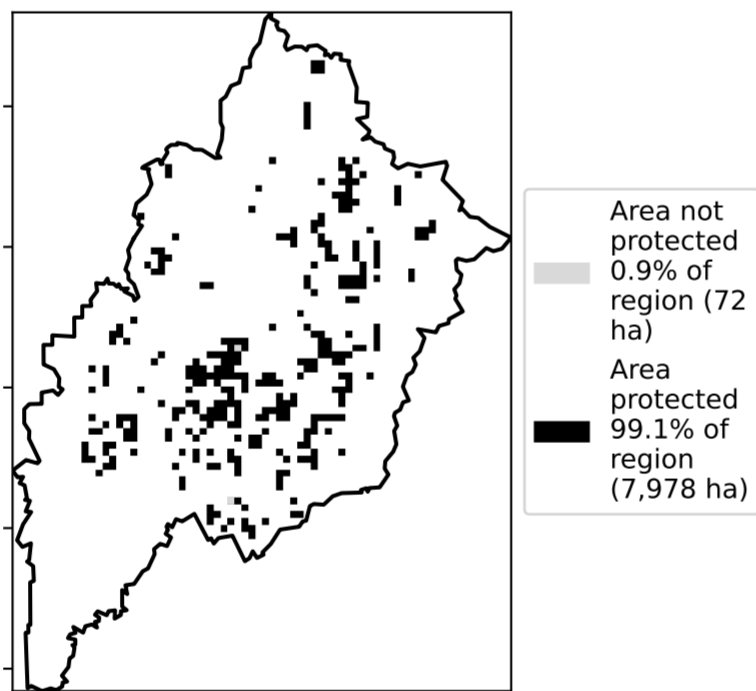 Area not
protected
0.9% of
region (72
ha)
Area
protected
99.1% of
region
(7,978 ha)